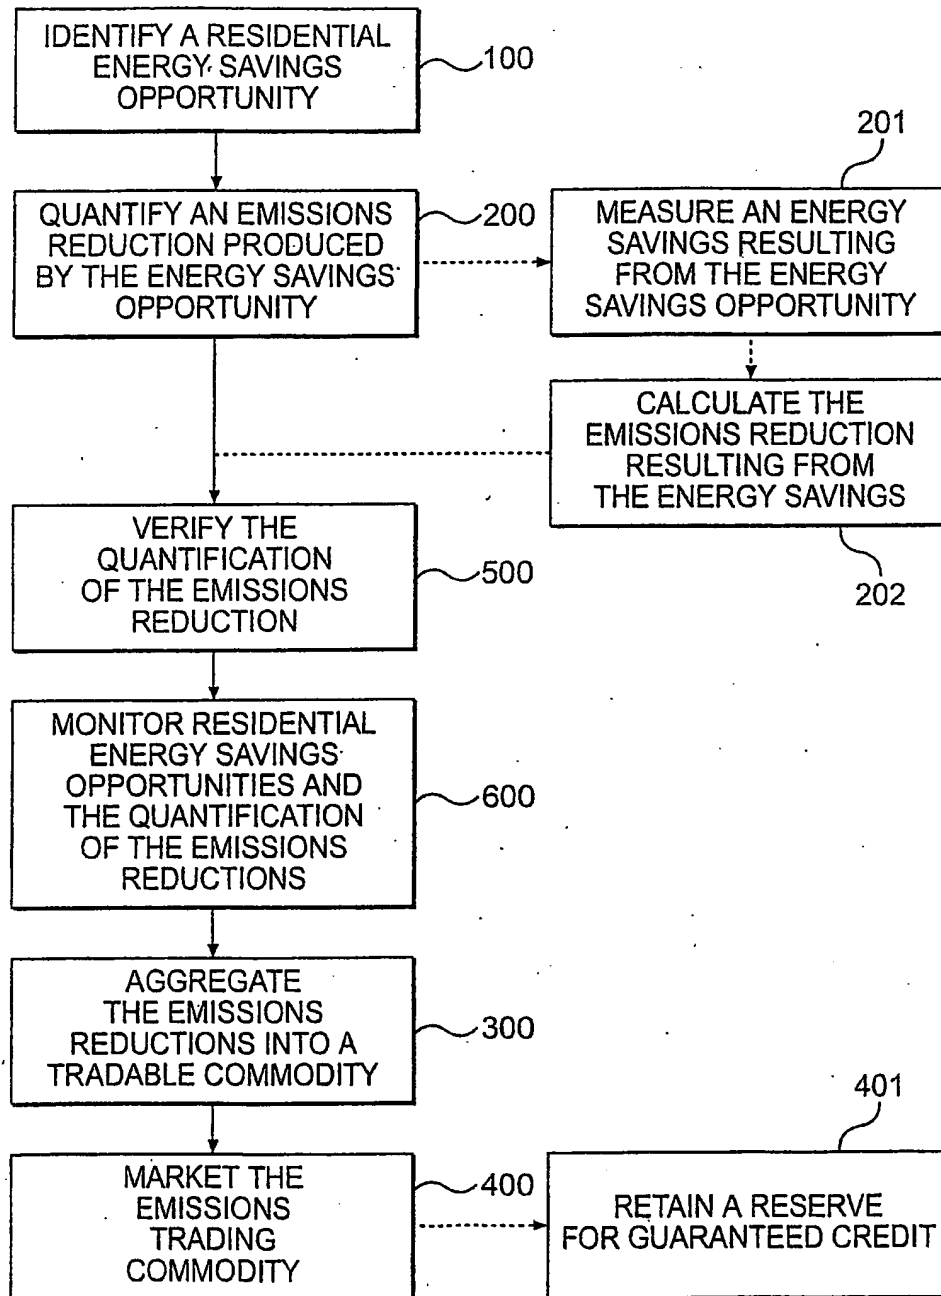 IDENTIFY A RESIDENTIAL
ENERGY SAVINGS
OPPORTUNITY
100
QUANTIFY AN EMISSIONS
REDUCTION PRODUCED
BY THE ENERGY SAVINGS
OPPORTUNITY
200
201
MEASURE AN ENERGY
SAVINGS RESULTING
FROM THE ENERGY
SAVINGS OPPORTUNITY
CALCULATE THE
EMISSIONS REDUCTION
RESULTING FROM
THE ENERGY SAVINGS
202
VERIFY THE
QUANTIFICATION
OF THE EMISSIONS
REDUCTION
500
MONITOR RESIDENTIAL
ENERGY SAVINGS
OPPORTUNITIES AND
THE QUANTIFICATION
OF THE EMISSIONS
REDUCTIONS
600
AGGREGATE
THE EMISSIONS
REDUCTIONS INTO A
TRADABLE COMMODITY
300
MARKET THE
EMISSIONS
TRADING
COMMODITY
400
401
RETAIN A RESERVE
FOR GUARANTEED CREDIT